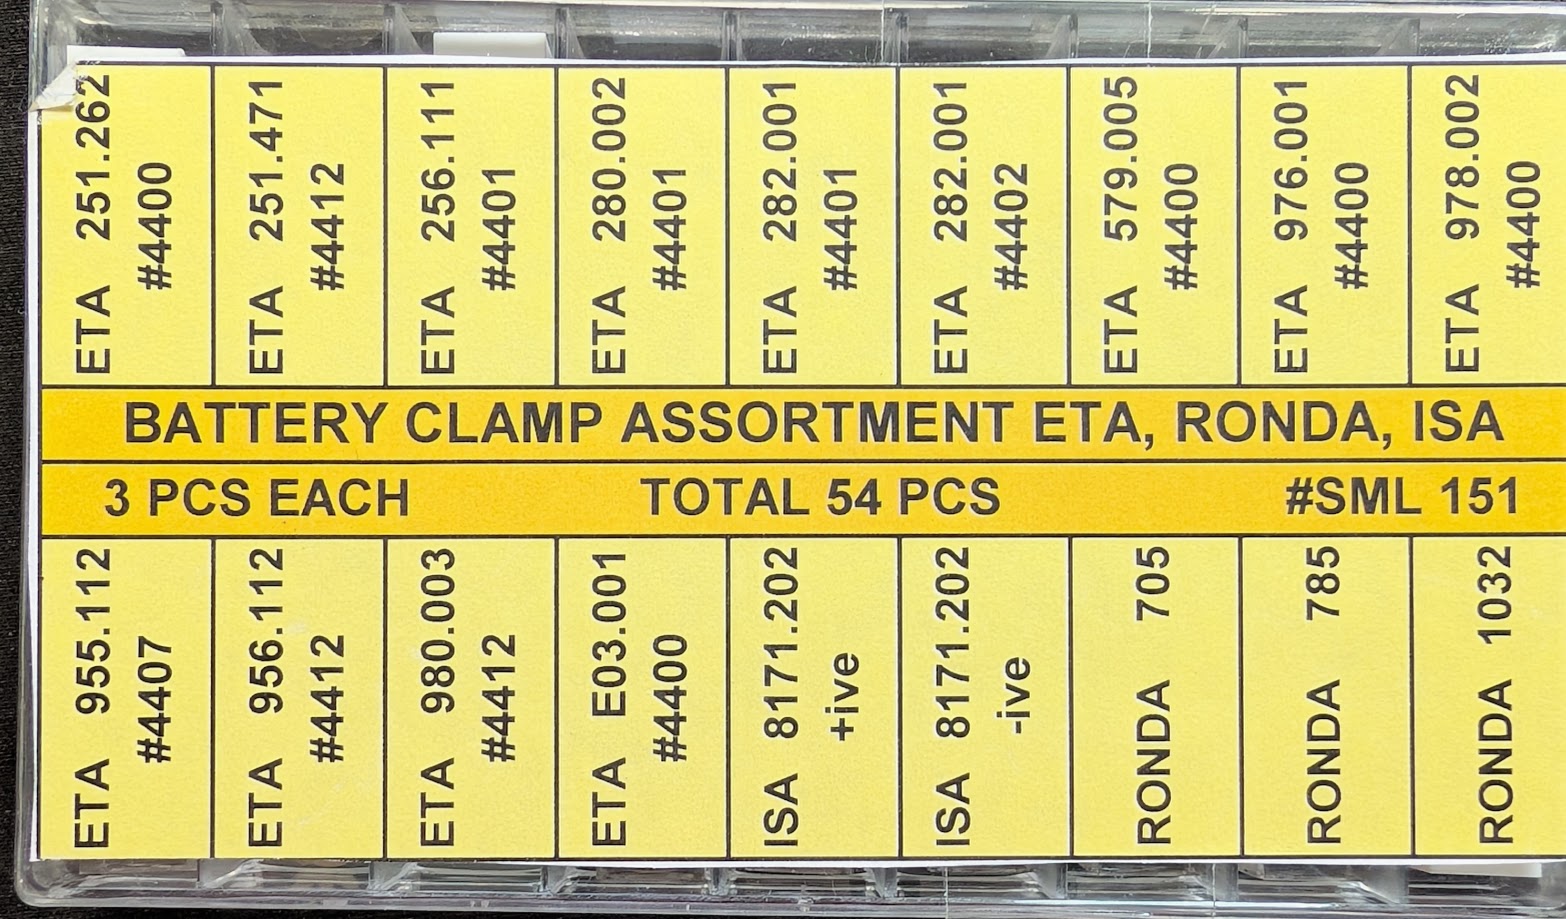 ETA 251.262
#4400
ETA 251.471
#4412
ETA 256.111
#4401
ETA 280.002
#4401
ETA 282.001
#4401
ETA 282.001
#4402
ETA 579.005
#4400
ETA 976.001
#4400
ETA 978.002
#4400
BATTERY CLAMP ASSORTMENT ETA, RONDA, ISA
3 PCS EACH TOTAL 54 PCS #SML 151
ETA 955.112
#4407
ETA 956.112
#4412
ETA 980.003
#4412
ETA E03.001
#4400
ISA 8171.202
+ive
ISA 8171.202
-ive
RONDA 705
RONDA 785
RONDA 1032